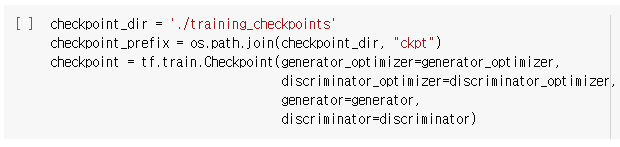 [ ] checkpoint_dir = './training_checkpoints'
checkpoint_prefix = os.path.join(checkpoint_dir, "ckpt")
checkpoint = tf.train.Checkpoint(generator_optimizer=generator_optimizer,
discriminator_optimizer=discriminator_optimizer,
generator=generator,
discriminator=discriminator)